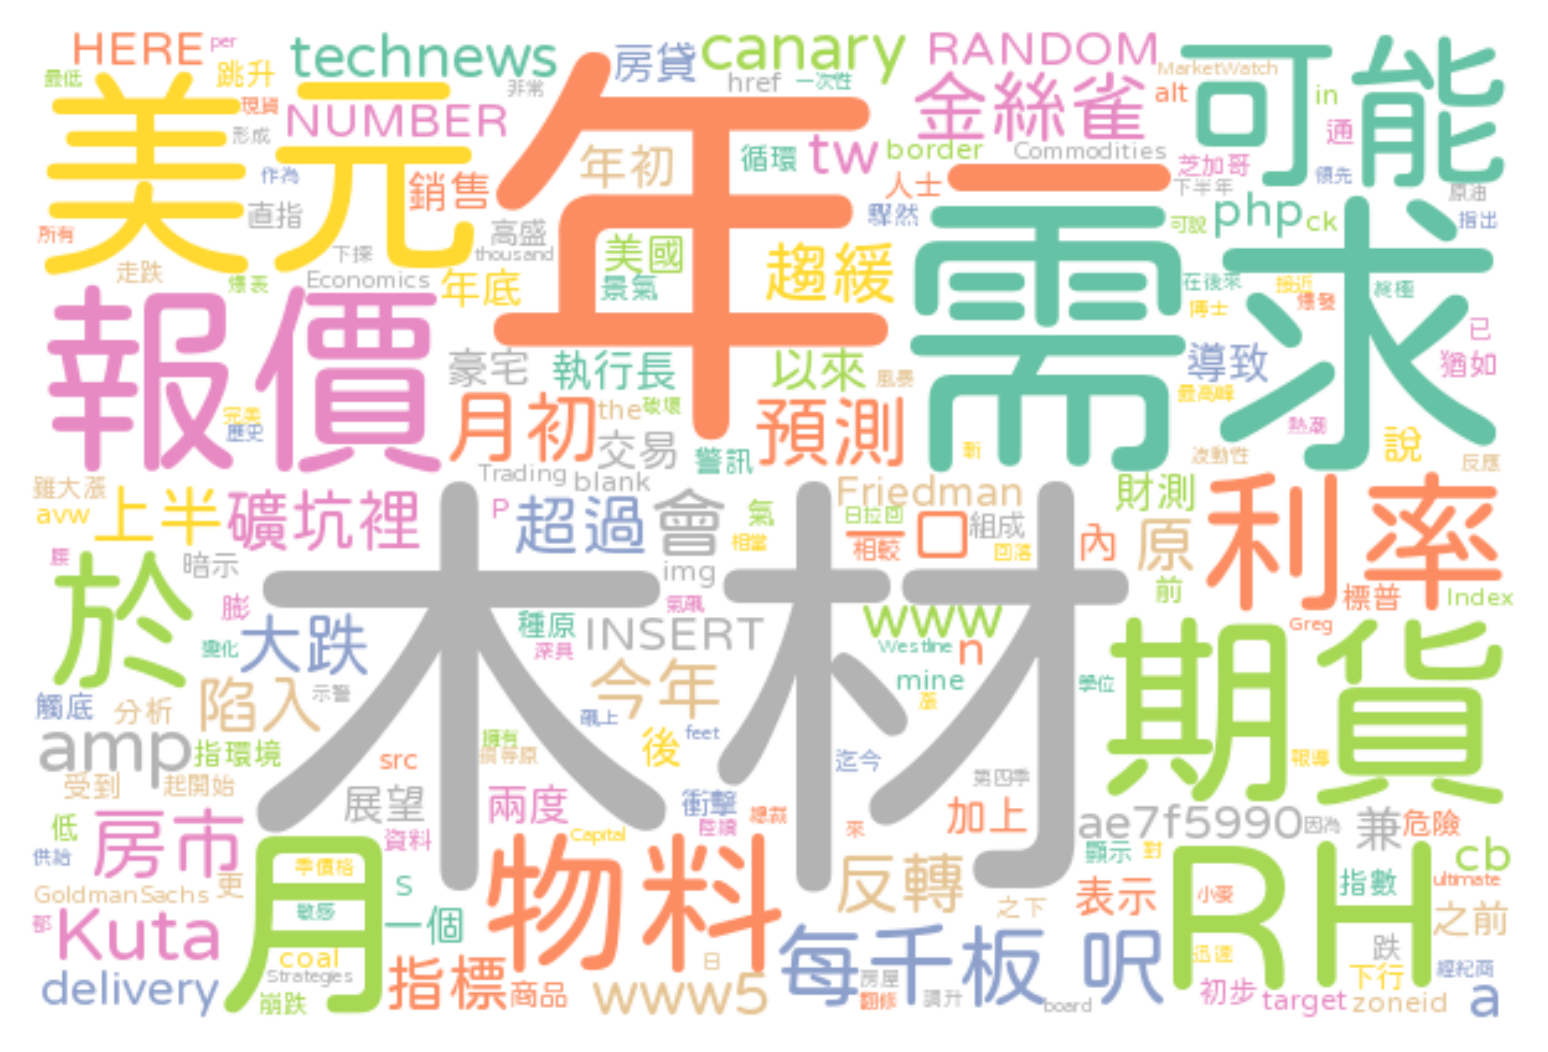 HERE
per
technews
房貸
canary
RANDOM
可能
最低
跳升
非常
href
一次性
MarketWatch
alt
in
美元
現貨
NUMBER
年
金絲雀
通
形成
年初
循環
tw
border
Commodities
芝加哥
作為
銷售
人士
需求
下半年
領先
原油
直指
高盛
驟然
可說
php
ck
指出
所有
下探
thousand
美國
趨緩
走跌
爆表
Economics
年底
景氣
在後來
接近
總極
博士
爆發
已
報價
豪宅
執行長
以來
風暴
導致
猶如
完美
歷史
月初
the
破壞
預測
最高峰
熱潮
說
交易
警訊
新
波動性
反應
Trading
blank
雖大漲
avw
上半
礦坑裡
P
超過
會
氣
相當
Friedman
日拉回
口
相較
組成
回落
內
財測
原
利率
暗示
img
前
標普
Index
於
膨
氣飆
木材
www
Greg
大跌
變化
種原
深具
INSERT
Westline
n
期貨
陷入
示警
今年
mine
漲
學位
觸底
分析
飆上
amp
指環境
擁有
後
feet
src
迄今
第四季
報導
受到
起開始
展望
兩度
衝擊
總裁
加上
ae7f5990
因為
兼
危險
低
房市
資料
Capital
陸續
來
顯示
對
cb
供給
季價格
物料
反轉
RH
指數
ultimate
GoldmanSachs
更
月
s
表示
小麥
敏感
一個
之下
之前
Kuta
coal
每千板
呎
跌
迅速
delivery
Strategies
指標
日
房屋
下行
經紀商
崩跌
商品
www5
翻修
調升
board
初步
target
zoneid
a